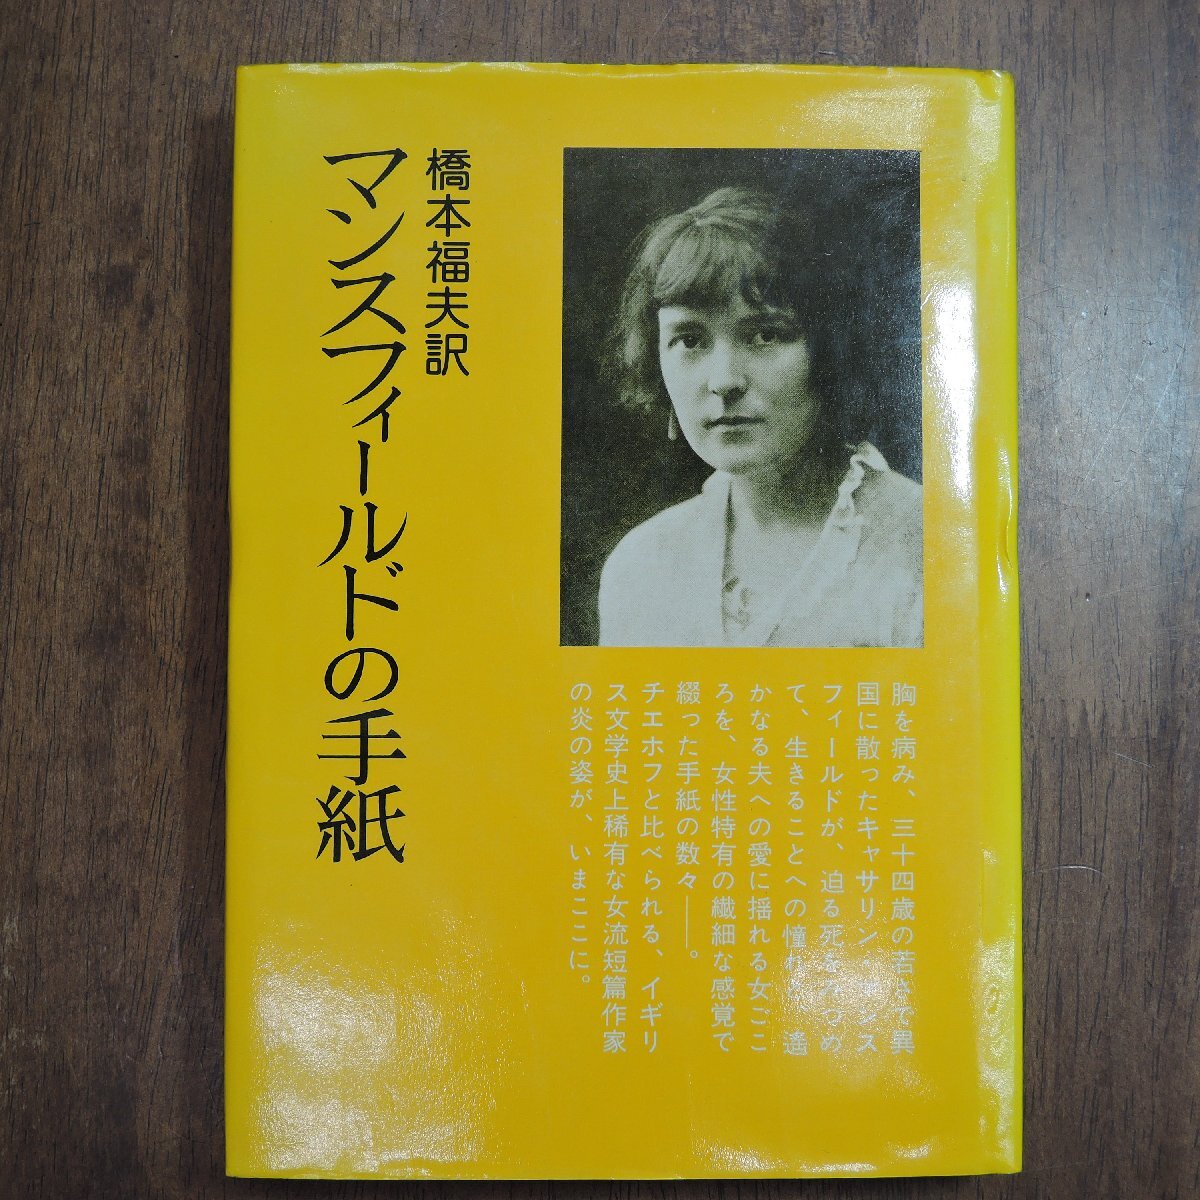 橋本福夫訳
マンスフィールドの手紙
胸を病み、三十四歳の若さで異
国に散ったキャサリン・マンス
フィールドが、迫る死をみつめ
て、生きることへの憧れと、遙
かなる夫への愛に揺れる女ごこ
ろを、女性特有の繊細な感覚で
綴った手紙の数々――。
チエホフと比べられる、イギリ
ス文学史上稀有な女流短篇作家
の炎の姿が、いまここに。